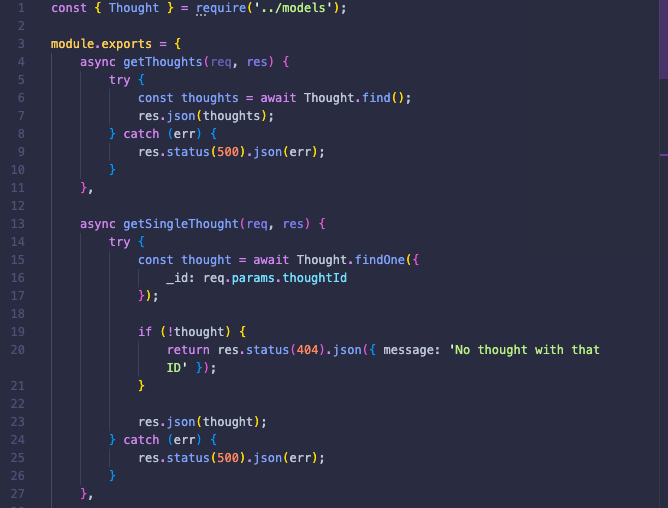 1 const { Thought } = require('../models');
2
3 module.exports = {
4     async getThoughts(req, res) {
5         try {
6             const thoughts = await Thought.find();
7             res.json(thoughts);
8         } catch (err) {
9             res.status(500).json(err);
10         }
11     },
12
13     async getSingleThought(req, res) {
14         try {
15             const thought = await Thought.findOne({
16                 _id: req.params.thoughtId
17             });
18
19             if (!thought) {
20                 return res.status(404).json({ message: 'No thought with that
ID' });
21             }
22
23             res.json(thought);
24         } catch (err) {
25             res.status(500).json(err);
26         }
27     },